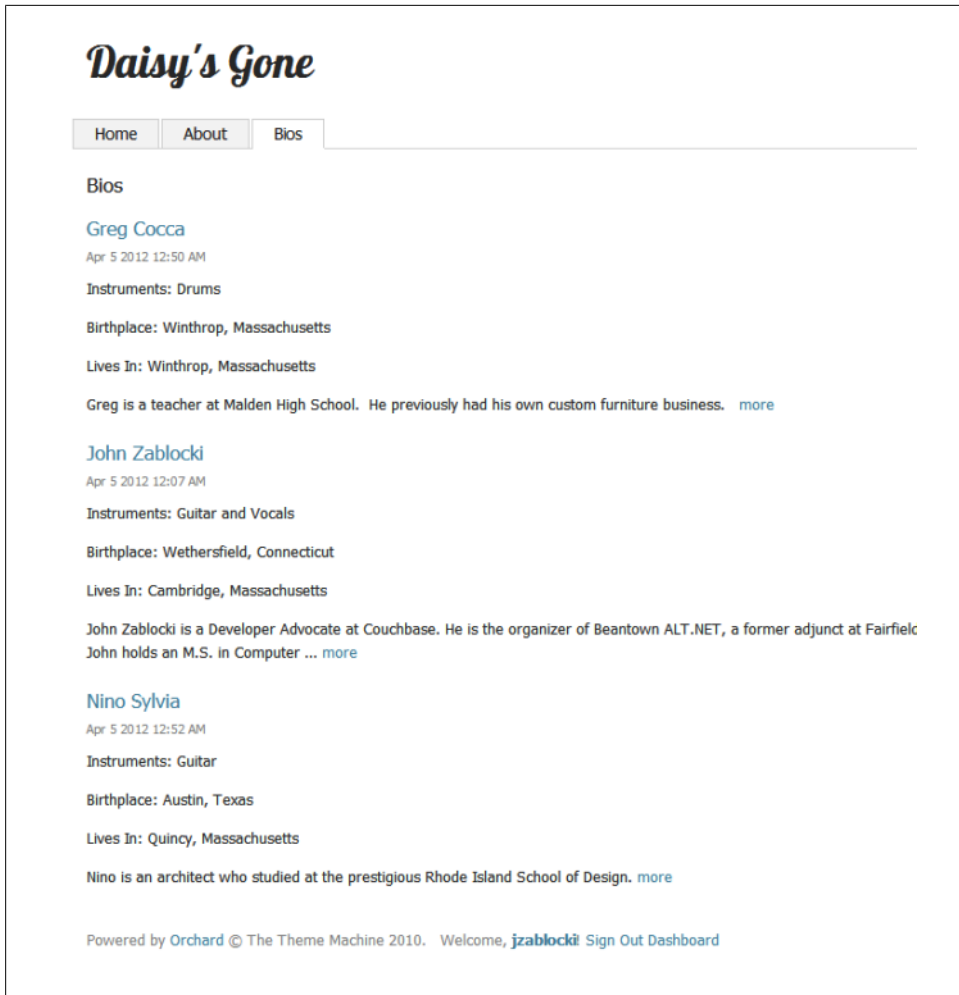 Daisy's Gone
Home About Bios
Bios
Greg Cocca
Apr 5 2012 12:50 AM
Instruments: Drums
Birthplace: Winthrop, Massachusetts
Lives In: Winthrop, Massachusetts
Greg is a teacher at Malden High School. He previously had his own custom furniture business. more
John Zablocki
Apr 5 2012 12:07 AM
Instruments: Guitar and Vocals
Birthplace: Wethersfield, Connecticut
Lives In: Cambridge, Massachusetts
John Zablocki is a Developer Advocate at Couchbase. He is the organizer of Beantown ALT.NET, a former adjunct at
John holds an M.S. in Computer ... more
Nino Sylvia
Apr 5 2012 12:52 AM
Instruments: Guitar
Birthplace: Austin, Texas
Lives In: Quincy, Massachusetts
Nino is an architect who studied at the prestigious Rhode Island School of Design. more
Powered by Orchard © The Theme Machine 2010. Welcome, jzablocki! Sign Out Dashboard